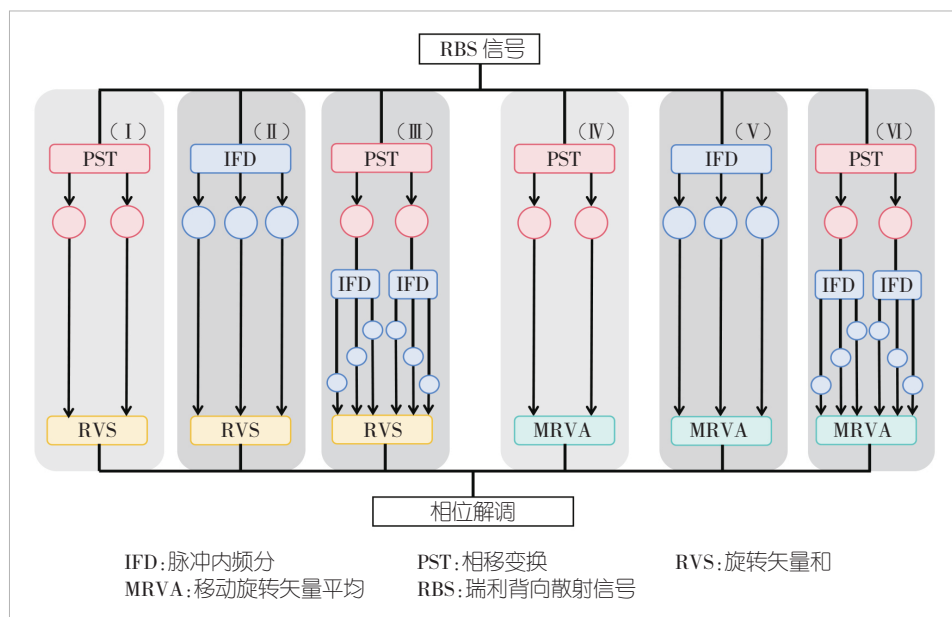 RBS 信号
（Ⅰ） （Ⅱ） （Ⅲ） （Ⅳ） （Ⅴ） （Ⅵ）
PST IFD PST PST IFD PST
IFD IFD IFD IFD
RVS RVS RVS MRVA MRVA MRVA
相位解调
IFD:脉冲内频分 PST:相移变换 RVS:旋转矢量和
MRVA:移动旋转矢量平均 RBS:瑞利背向散射信号